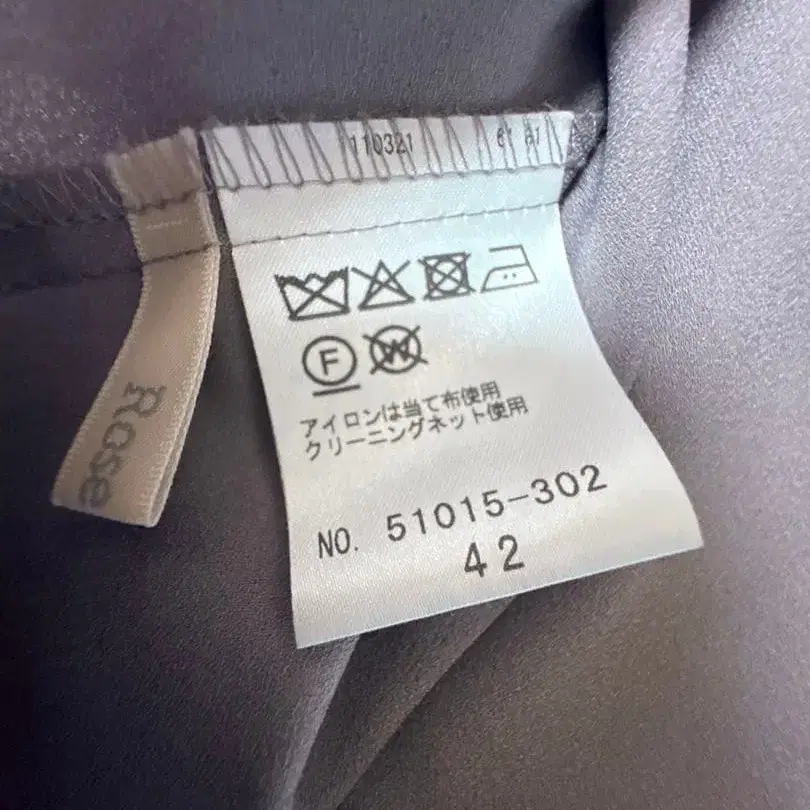 110321
F
W
アイロンは当て布使用
クリーニングネット使用
NO. 51015-302
42
Rose